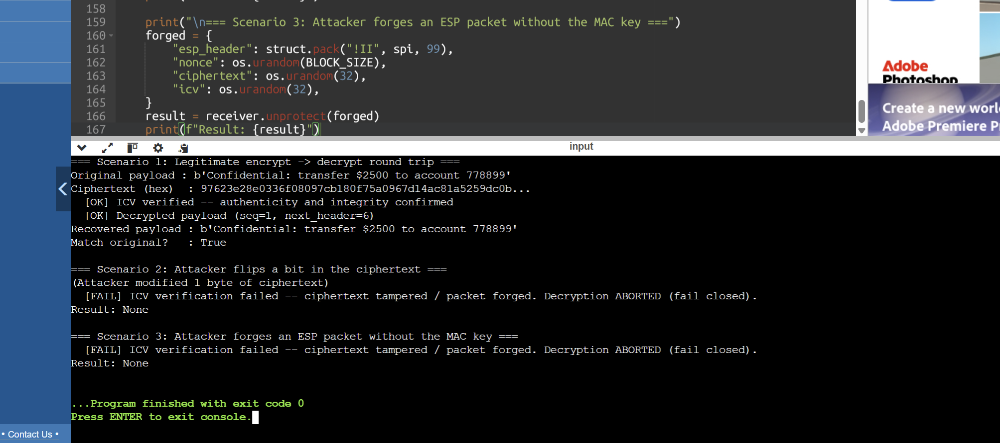 158
159 print("\n=== Scenario 3: Attacker forges an ESP packet without the MAC key ===")
160 forged = {
161 "esp_header": struct.pack("!II", spi, 99),
162 "nonce": os.urandom(BLOCK_SIZE),
163 "ciphertext": os.urandom(32),
164 "icv": os.urandom(32),
165 }
166 result = receiver.unprotect(forged)
167 print(f"Result: {result}")
Adobe
Photoshop
Create a new
Adobe Premiere
input
=== Scenario 1: Legitimate encrypt -> decrypt round trip ===
Original payload : b'Confidential: transfer $2500 to account 778899'
Ciphertext (hex)  : 97623e28e0336f08097cb180f75a0967d14ac81a5259dc0b...
[OK] ICV verified -- authenticity and integrity confirmed
[OK] Decrypted payload (seq=1, next_header=6)
Recovered payload : b'Confidential: transfer $2500 to account 778899'
Match original?   : True
=== Scenario 2: Attacker flips a bit in the ciphertext ===
(Attacker modified 1 byte of ciphertext)
[FAIL] ICV verification failed -- ciphertext tampered / packet forged. Decryption ABORTED (fail closed).
Result: None
=== Scenario 3: Attacker forges an ESP packet without the MAC key ===
[FAIL] ICV verification failed -- ciphertext tampered / packet forged. Decryption ABORTED (fail closed).
Result: None
...Program finished with exit code 0
Press ENTER to exit console.
• Contact Us •